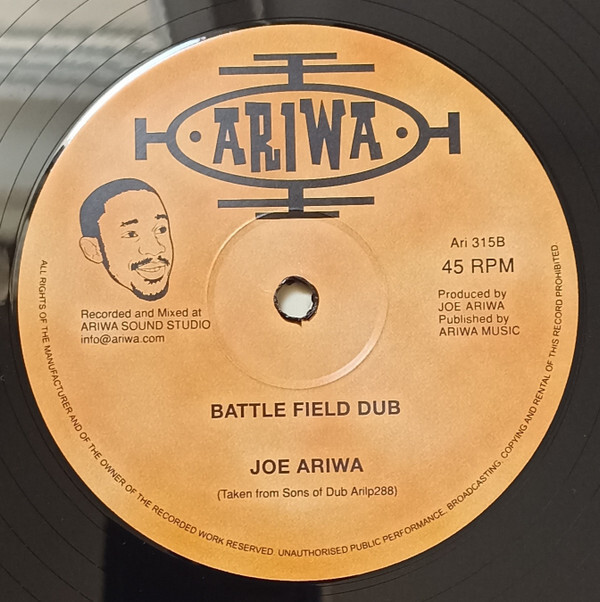 ARIWA
Ari 315B
45 RPM
Produced by
JOE ARIWA
Published by
ARIWA MUSIC
Recorded and Mixed at
ARIWA SOUND STUDIO
info@ariwa.com
BATTLE FIELD DUB
JOE ARIWA
(Taken from Sons of Dub Arilp288)
ALL RIGHTS OF THE MANUFACTURER AND OF THE OWNER OF THE RECORDED WORK RESERVED. UNAUTHORISED PUBLIC PERFORMANCE, BROADCASTING, COPYING AND RENTAL OF THIS RECORD PROHIBITED.